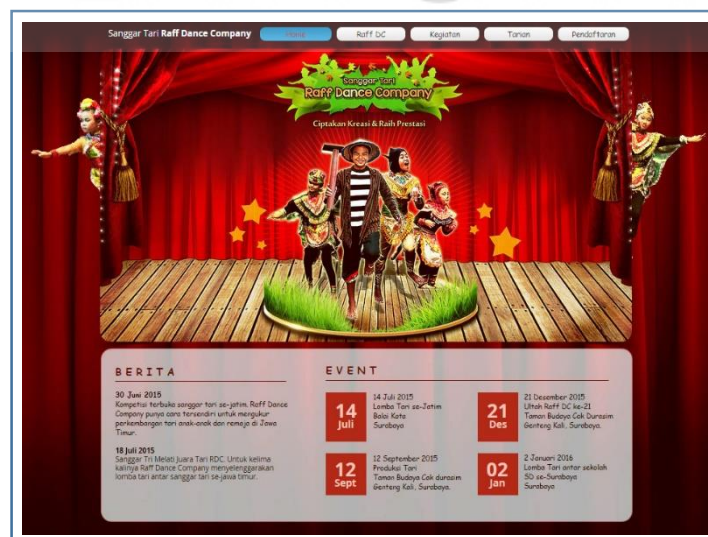 Sanggar Tari Raff Dance Company
Home
Raff DC
Kegiatan
Tarian
Pendaftaran
Sanggar Tari
Raff Dance Company
Ciptakan Kreasi & Raih Prestasi
BERITA
30 Juni 2015
Kompetisi terbuka sanggar tari se-jatim. Raff Dance
Company punya cara tersendiri untuk mengukur
perkembangan tari anak-anak dan remaja di Jawa
Timur.
18 Juli 2015
Sanggar Tri Melati Juara Tari RDC. Untuk kelima
kalinya Raff Dance Company menyelenggarakan
lomba tari antar sanggar tari se-jawa timur.
EVENT
14
Juli
14 Juli 2015
Lomba Tari se-Jatim
Balai Kota
Surabaya
21
Des
21 Desember 2015
Ultah Raff DC ke-21
Taman Budaya Cak Durasim
Genteng Kali, Surabaya.
12
Sept
12 September 2015
Produksi Tari
Taman Budaya Cak durasim
Genteng Kali, Surabaya.
02
Jan
2 Januari 2016
Lomba Tari antar sekolah
SD se-Surabaya
Surabaya